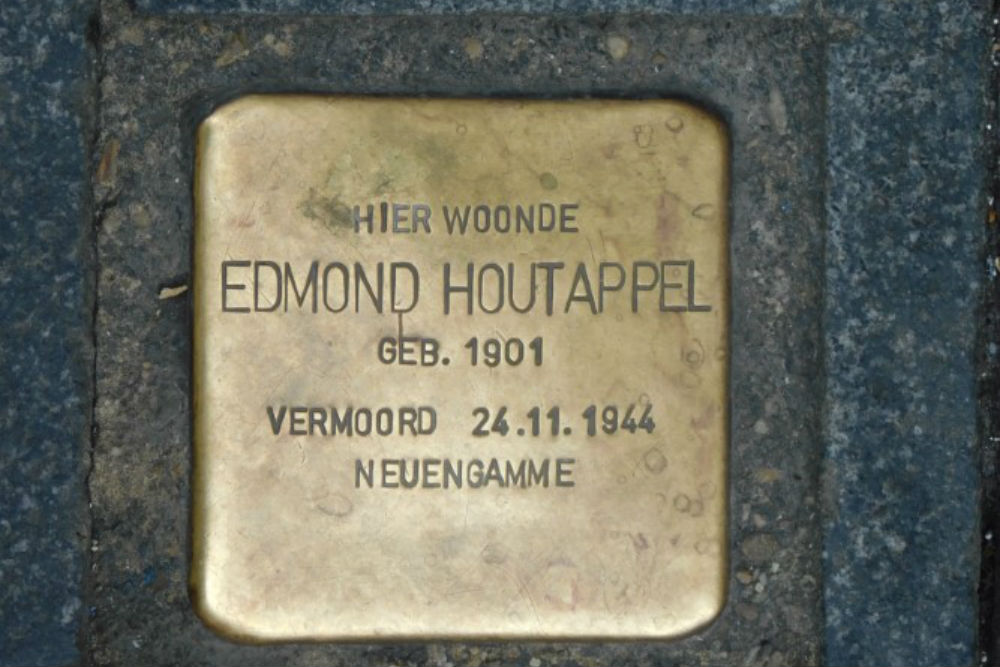 HIER WOONDE
EDMOND HOUTAPPEL
GEB. 1901
VERMOORD 24.11.1944
NEUENGAMME